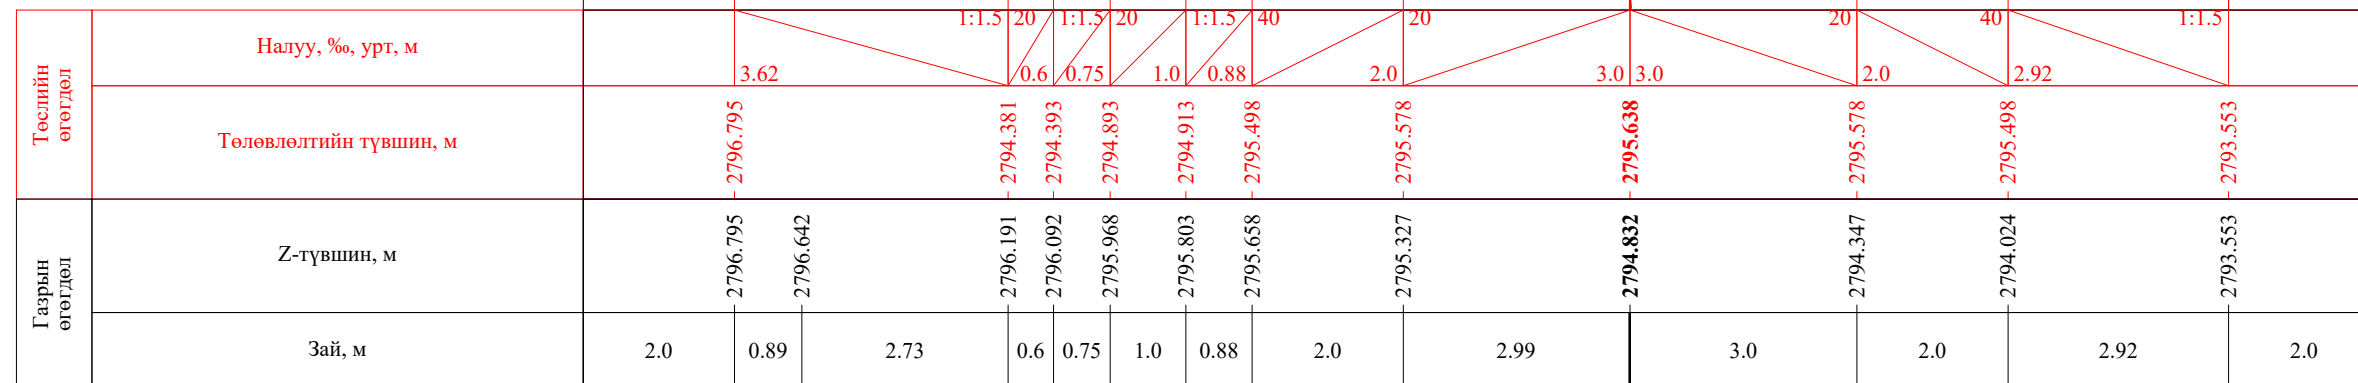 Төслийн
өгөгдөл
Налуу, ‰, урт, м
1:1.5 20 1:1.5 20 1:1.5 40 20 20 40 1:1.5
3.62 0.6 0.75 1.0 0.88 2.0 3.0 3.0 2.0 2.92
Төлөвлөлтийн түвшин, м
2796.795 2794.381 2794.393 2794.893 2794.913 2795.498 2795.578 2795.638 2795.578 2795.498 2793.553
Газрын
өгөгдөл
Z-түвшин, м
2796.795 2796.642 2796.191 2796.092 2795.968 2795.803 2795.658 2795.327 2794.832 2794.347 2794.024 2793.553
Зай, м
2.0 0.89 2.73 0.6 0.75 1.0 0.88 2.0 2.99 3.0 2.0 2.92 2.0